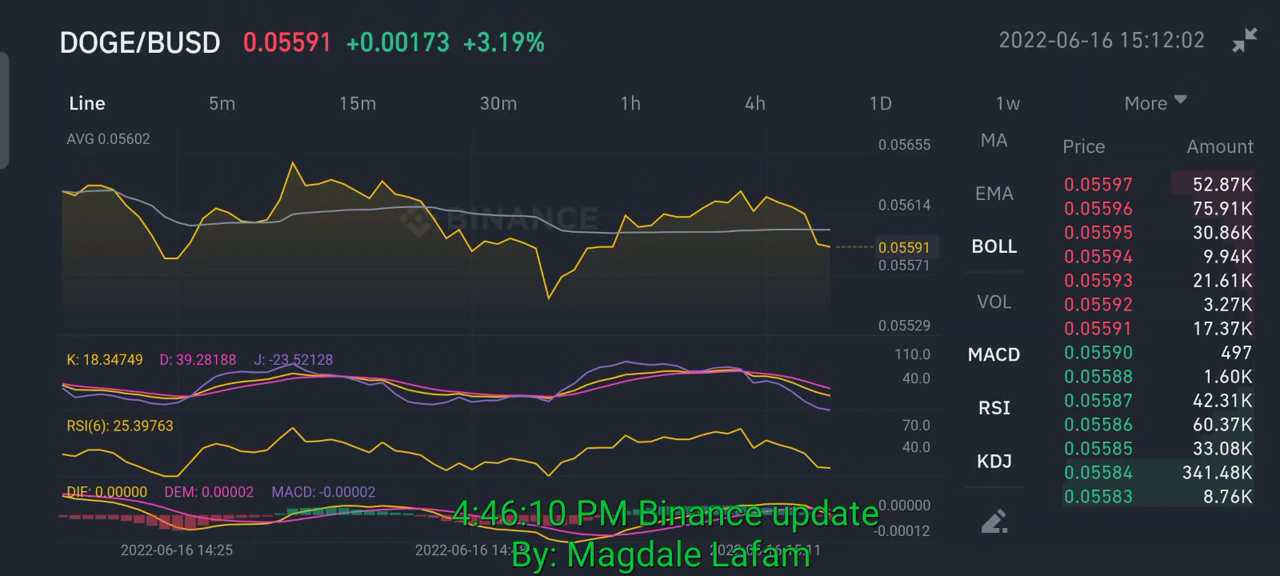 DOGE/BUSD 0.05591 +0.00173 +3.19% 2022-06-16 15:12:02
Line 5m 15m 30m 1h 4h 1D 1w More
AVG 0.05602
0.05655
0.05614
0.05591
0.05571
0.05529
BINANCE
K: 18.34749 D: 39.28188 J: -23.52128
110.0
40.0
RSI(6): 25.39763
70.0
40.0
DIF: 0.00000 DEM: 0.00002 MACD: -0.00002
0.00000
-0.00012
2022-06-16 14:25
MA
EMA
BOLL
VOL
MACD
RSI
KDJ
Price Amount
0.05597 52.87K
0.05596 75.91K
0.05595 30.86K
0.05594 9.94K
0.05593 21.61K
0.05592 3.27K
0.05591 17.37K
0.05590 497
0.05588 1.60K
0.05587 42.31K
0.05586 60.37K
0.05585 33.08K
0.05584 341.48K
0.05583 8.76K
4:46:10 PM Binance update
By: Magdale Lafam